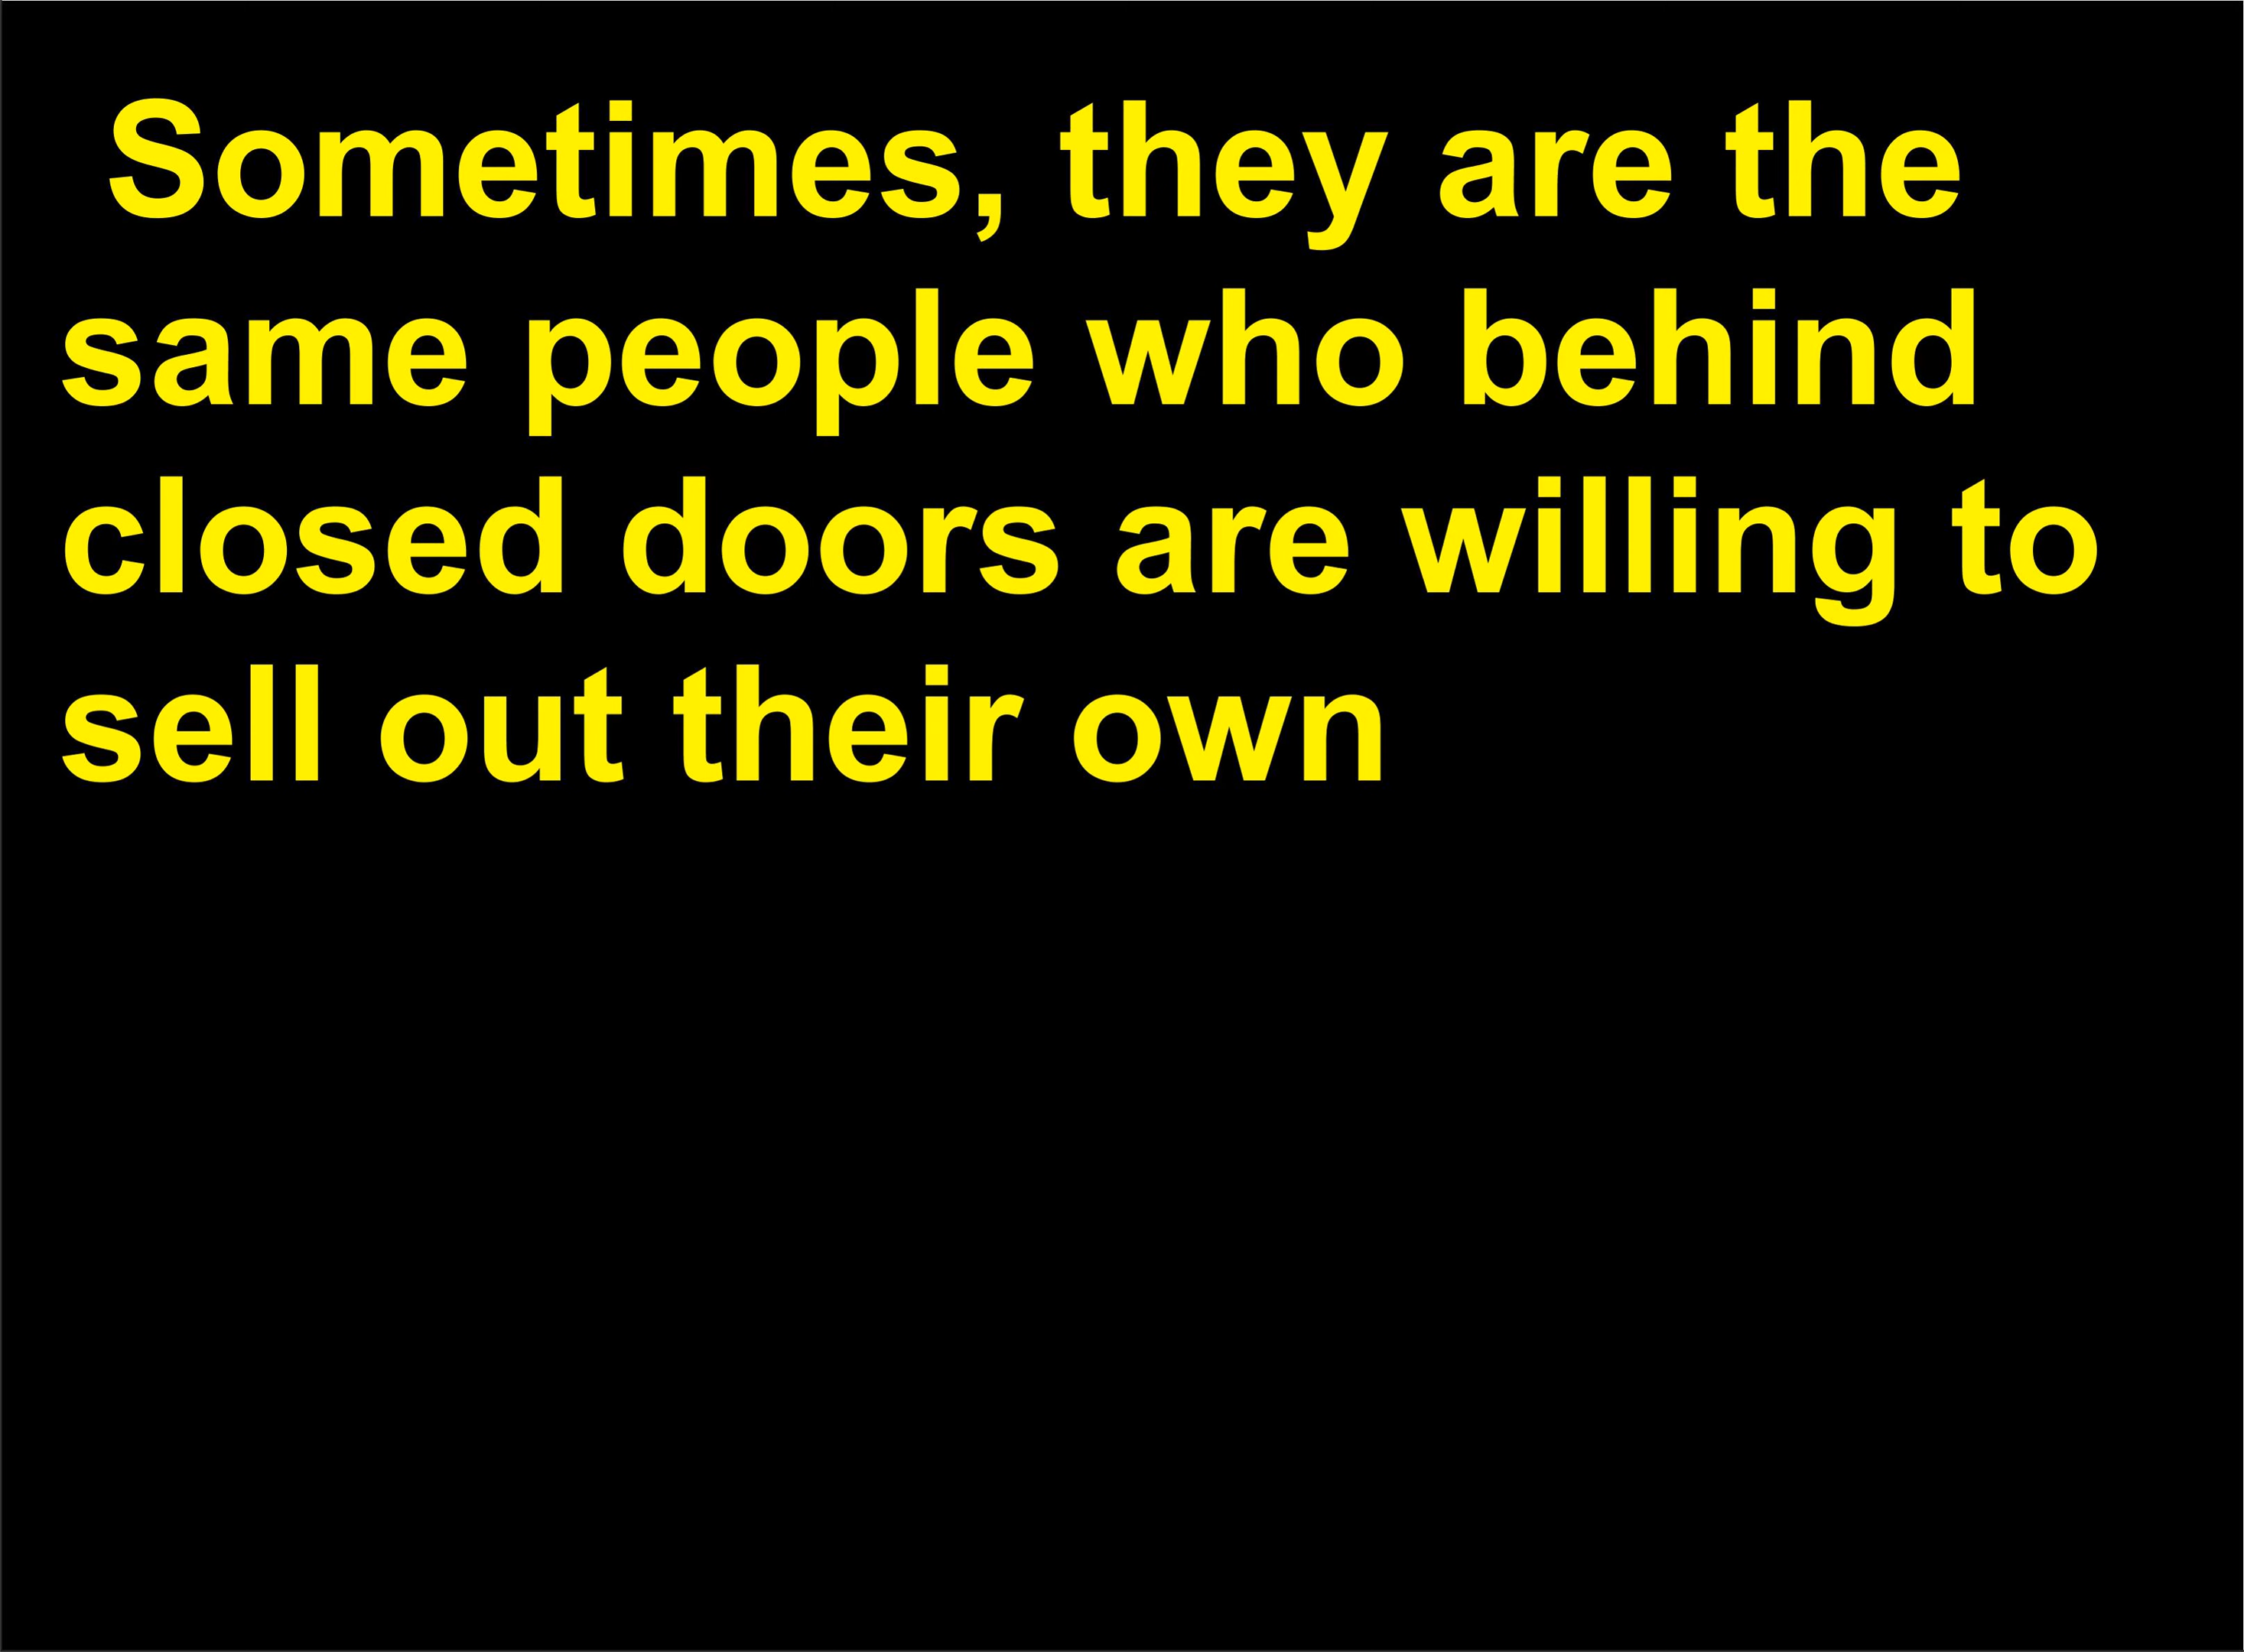 Sometimes, they are the
same people who behind
closed doors are willing to
sell out their own